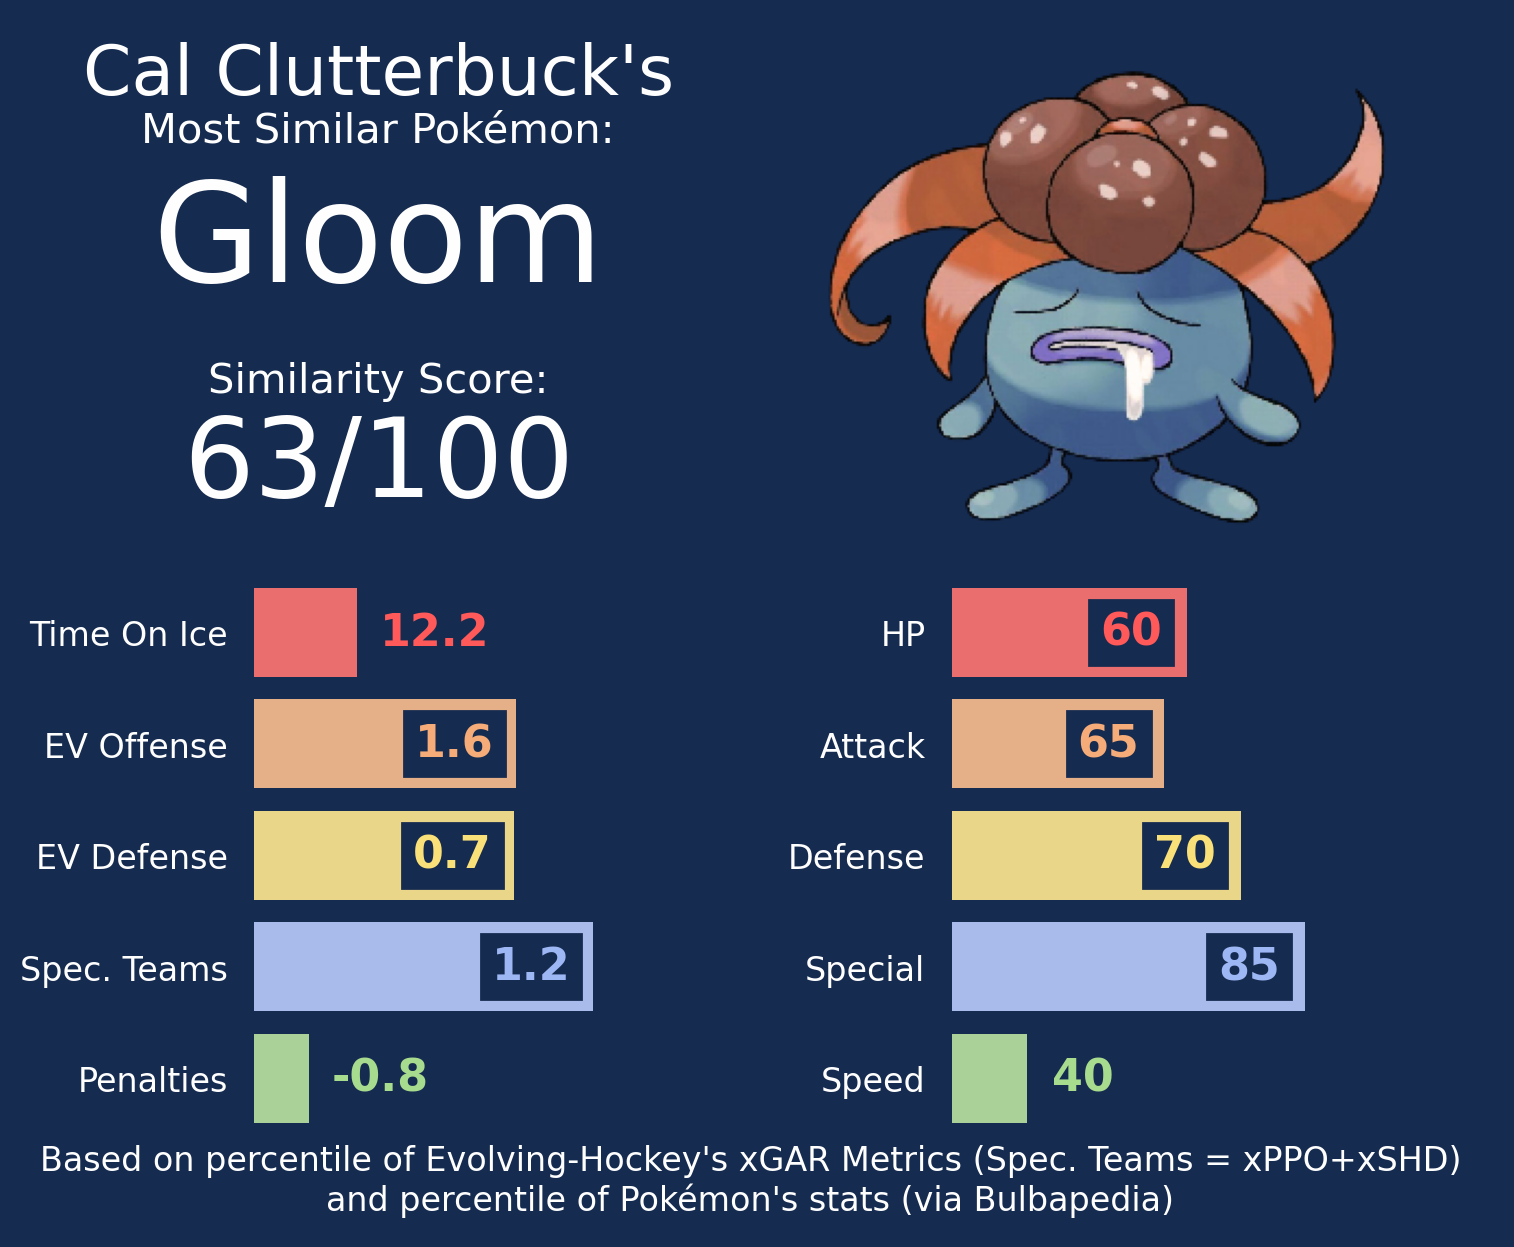 Cal Clutterbuck's
Most Similar Pokémon:
Gloom
Similarity Score:
63/100
Time On Ice 12.2
EV Offense 1.6
EV Defense 0.7
Spec. Teams 1.2
Penalties -0.8
HP 60
Attack 65
Defense 70
Special 85
Speed 40
Based on percentile of Evolving-Hockey's xGAR Metrics (Spec. Teams = xPPO+xSHD)
and percentile of Pokémon's stats (via Bulbapedia)